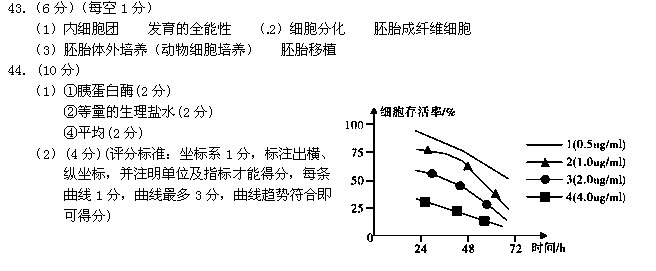 43.(6 分)(每空 1 分)
(1)内细胞团 发育的全能性 (.2)细胞分化 胚胎成纤维细胞
(3)胚胎体外培养(动物细胞培养) 胚胎移植
44.(10 分)
(1)①胰蛋白酶(2 分)
②等量的生理盐水(2 分)
④平均(2 分)
(2)(4 分)(评分标准：坐标系 1 分，标注出横、
纵坐标，并注明单位及指标才能得分，每条
曲线 1 分，曲线最多 3 分，曲线趋势符合即
可得分)
细胞存活率/%
100
75
50
25
0
24
48
72
时间/h
1(0.5ug/ml)
2(1.0ug/ml)
3(2.0ug/ml)
4(4.0ug/ml)